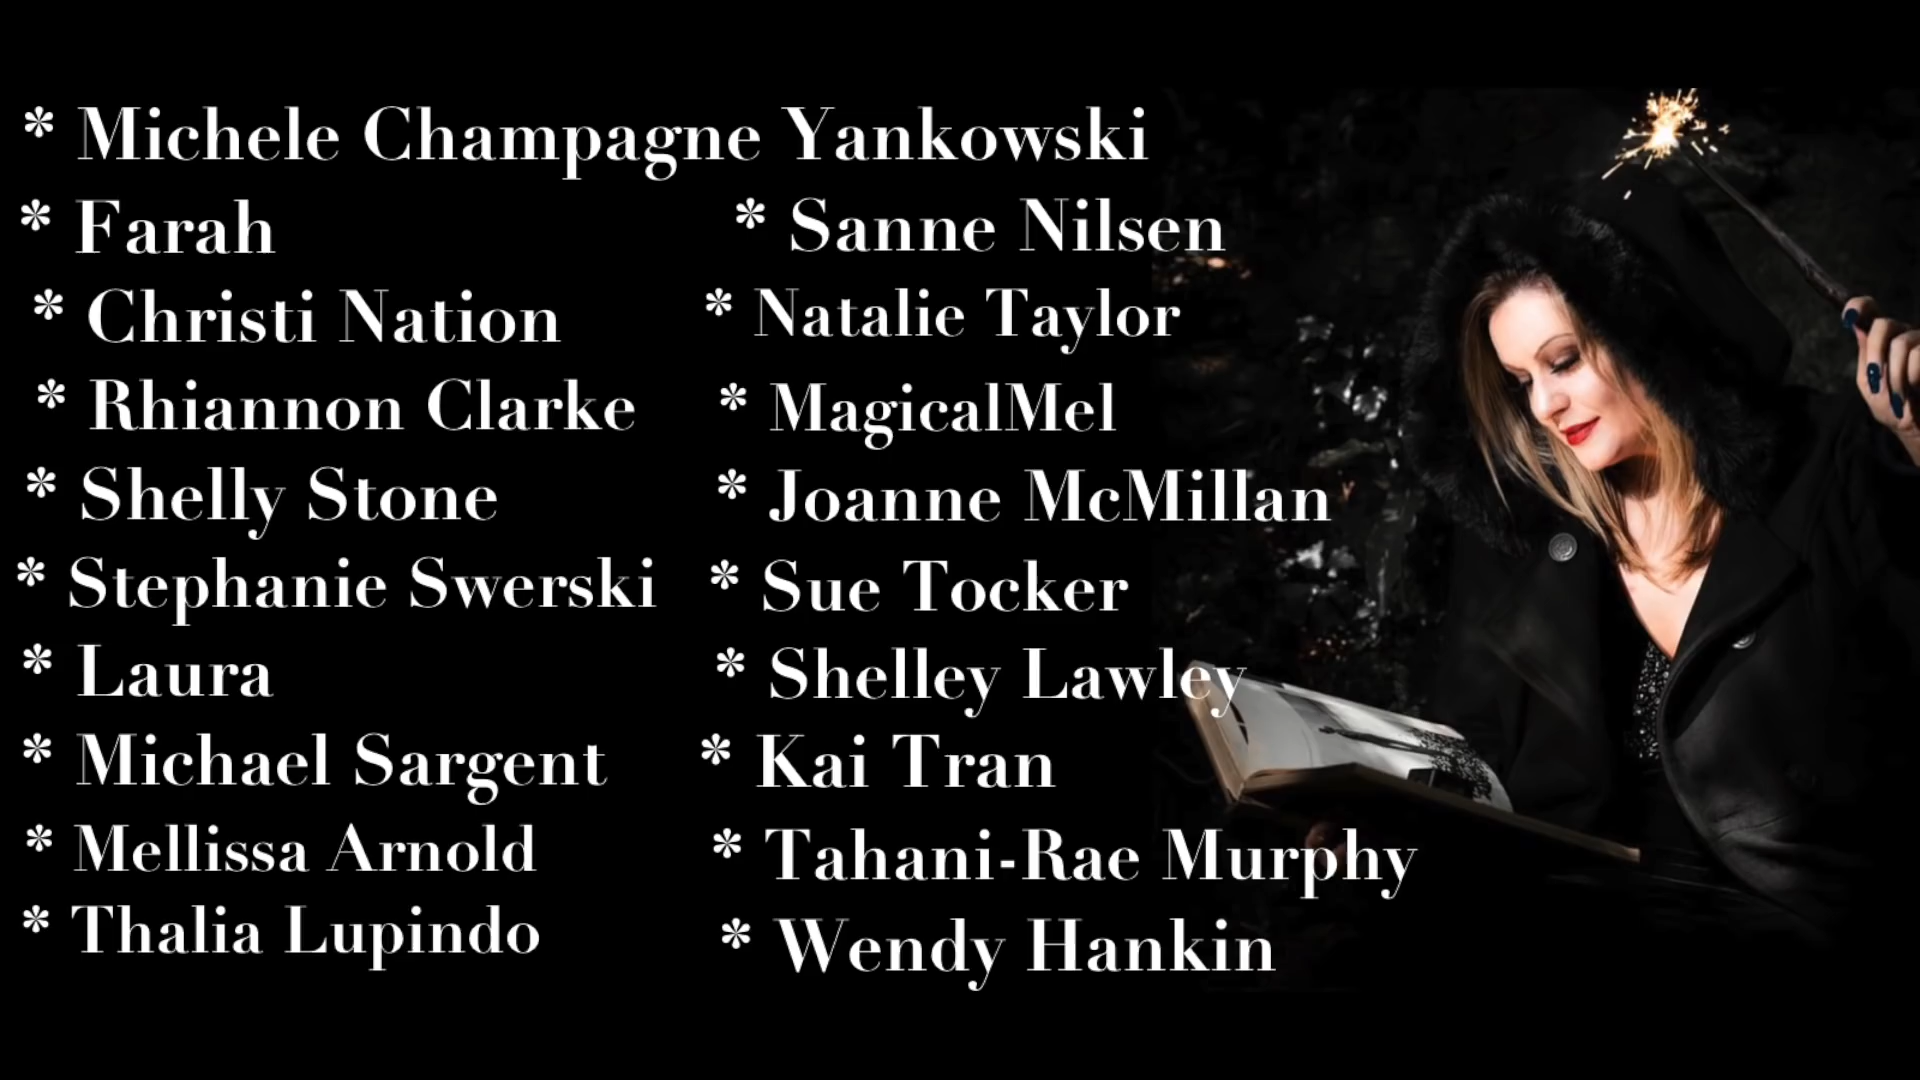 * Michele Champagne Yankowski
* Farah
* Christi Nation
* Rhiannon Clarke
* Shelly Stone
* Stephanie Swerski
* Laura
* Michael Sargent
* Mellissa Arnold
* Thalia Lupindo
* Sanne Nilsen
* Natalie Taylor
* MagicalMel
* Joanne McMillan
* Sue Tocker
* Shelley Lawley
* Kai Tran
* Tahani-Rae Murphy
* Wendy Hankin